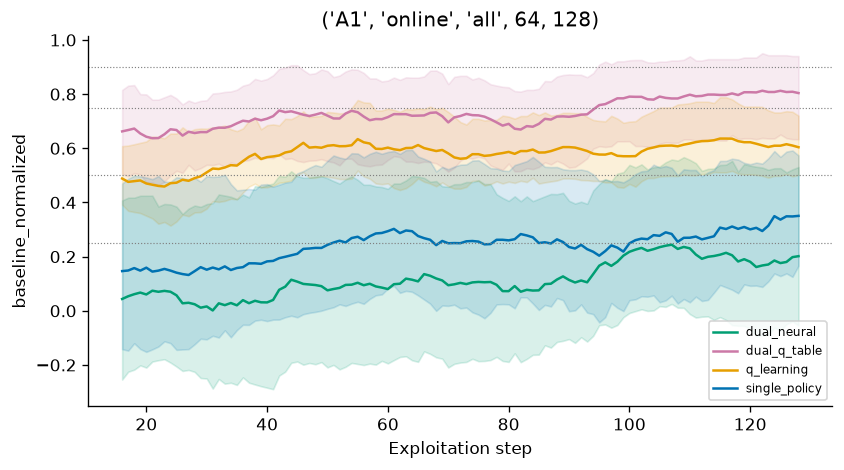 ('A1', 'online', 'all', 64, 128)
1.0
0.8
0.6
0.4
0.2
0.0
−0.2
baseline_normalized
20
40
60
80
100
120
Exploitation step
dual_neural
dual_q_table
q_learning
single_policy